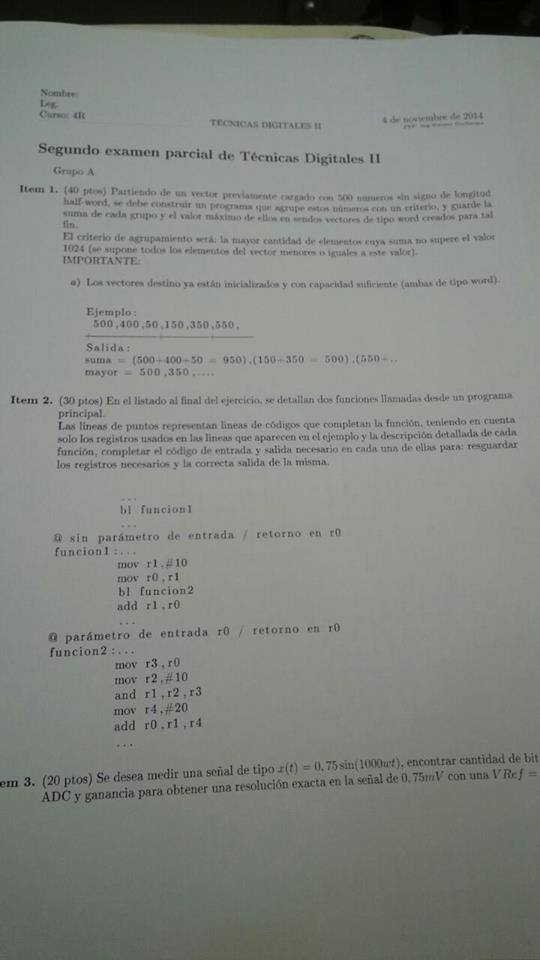 Nombre:
Leg.
Curso: 4R
TÉCNICAS DIGITALES II
4 de noviembre de 2014
Segundo examen parcial de Técnicas Digitales II
Grupo A
Item 1. (40 ptos) Partiendo de un vector previamente cargado con 500 números sin signo de longitud
half-word, se debe construir un programa que agrupe estos números con un criterio, y guarde la
suma de cada grupo y el valor máximo de ellos en sendos vectores de tipo word creados para tal
fin.
El criterio de agrupamiento será: la mayor cantidad de elementos cuya suma no supere el valor
1024 (se supone todos los elementos del vector menores o iguales a este valor).
IMPORTANTE:
a) Los vectores destino ya están inicializados y con capacidad suficiente (ambas de tipo word).
Ejemplo:
500,400,50,150,350,550,
Salida:
suma = (500+400+50 = 950),(150+350 = 500),(550+..
mayor = 500,350,....
Item 2. (30 ptos) En el listado al final del ejercicio, se detallan dos funciones llamadas desde un programa
principal.
Las lineas de puntos representan lineas de códigos que completan la función, teniendo en cuenta
solo los registros usados en las lineas que aparecen en el ejemplo y la descripción detallada de cada
función, completar el código de entrada y salida necesario en cada una de ellas para: resguardar
los registros necesarios y la correcta salida de la misma.
...
bl funcion1
...
@ sin parámetro de entrada / retorno en r0
funcion1:...
mov r1,#10
mov r0,r1
bl funcion2
add r1,r0
...
@ parámetro de entrada r0 / retorno en r0
funcion2:...
mov r3,r0
mov r2,#10
and r1,r2,r3
mov r4,#20
add r0,r1,r4
...
em 3. (20 ptos) Se desea medir una señal de tipo x(t) = 0,75sin(1000wt), encontrar cantidad de bit
ADC y ganancia para obtener una resolución exacta en la señal de 0,75mV con una VRef =